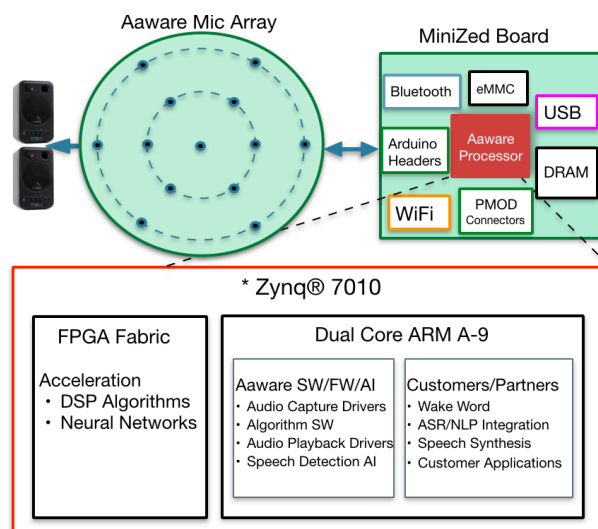 Aaware Mic Array
MiniZed Board
Bluetooth
eMMC
USB
Arduino
Headers
Aaware
Processor
DRAM
WiFi
PMOD
Connectors
* Zynq® 7010
FPGA Fabric
Acceleration
• DSP Algorithms
• Neural Networks
Dual Core ARM A-9
Aaware SW/FW/AI
• Audio Capture Drivers
• Algorithm SW
• Audio Playback Drivers
• Speech Detection AI
Customers/Partners
• Wake Word
• ASR/NLP Integration
• Speech Synthesis
• Customer Applications